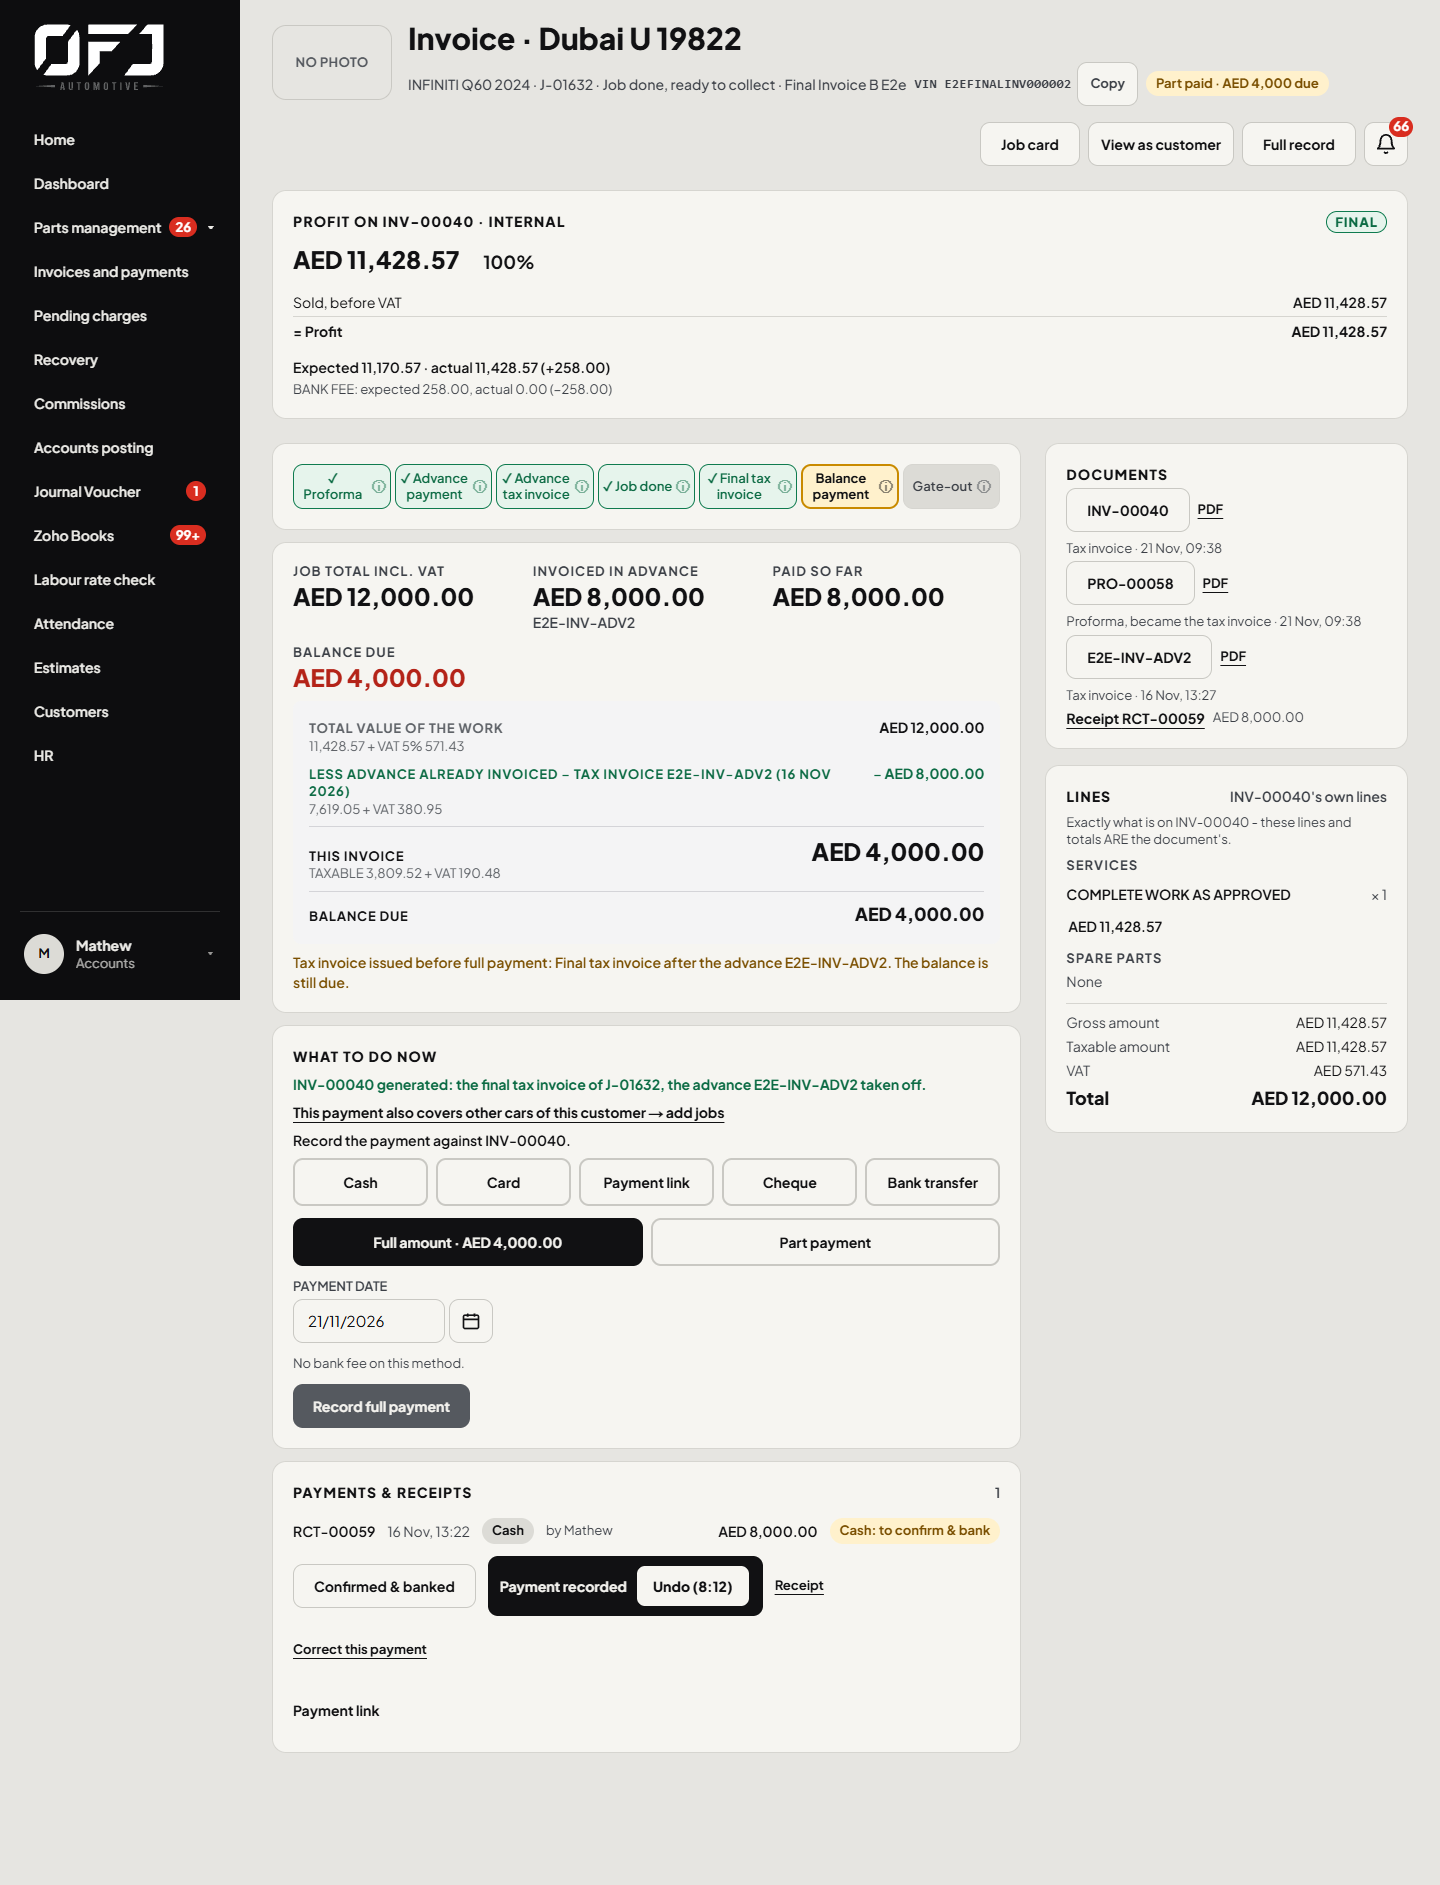 OFJ
AUTOMOTIVE
Home
Dashboard
Parts management 26
Invoices and payments
Pending charges
Recovery
Commissions
Accounts posting
Journal Voucher 1
Zoho Books 99+
Labour rate check
Attendance
Estimates
Customers
HR
M
Mathew
Accounts
NO PHOTO
Invoice · Dubai U 19822
INFINITI Q60 2024 · J-01632 · Job done, ready to collect · Final Invoice B E2e VIN E2EFINALINV000002 Copy Part paid · AED 4,000 due
Job card View as customer Full record 66
PROFIT ON INV-00040 · INTERNAL FINAL
AED 11,428.57 100%
Sold, before VAT AED 11,428.57
= Profit AED 11,428.57
Expected 11,170.57 · actual 11,428.57 (+258.00)
BANK FEE: expected 258.00, actual 0.00 (−258.00)
✓ Proforma ⓘ
✓ Advance payment ⓘ
✓ Advance tax invoice ⓘ
✓ Job done ⓘ
✓ Final tax invoice ⓘ
Balance payment ⓘ
Gate-out ⓘ
JOB TOTAL INCL. VAT
AED 12,000.00
INVOICED IN ADVANCE
AED 8,000.00
E2E-INV-ADV2
PAID SO FAR
AED 8,000.00
BALANCE DUE
AED 4,000.00
TOTAL VALUE OF THE WORK AED 12,000.00
11,428.57 + VAT 5% 571.43
LESS ADVANCE ALREADY INVOICED – TAX INVOICE E2E-INV-ADV2 (16 NOV – AED 8,000.00
2026)
7,619.05 + VAT 380.95
THIS INVOICE AED 4,000.00
TAXABLE 3,809.52 + VAT 190.48
BALANCE DUE AED 4,000.00
Tax invoice issued before full payment: Final tax invoice after the advance E2E-INV-ADV2. The balance is
still due.
WHAT TO DO NOW
INV-00040 generated: the final tax invoice of J-01632, the advance E2E-INV-ADV2 taken off.
This payment also covers other cars of this customer → add jobs
Record the payment against INV-00040.
Cash Card Payment link Cheque Bank transfer
Full amount · AED 4,000.00 Part payment
PAYMENT DATE
21/11/2026
No bank fee on this method.
Record full payment
PAYMENTS & RECEIPTS 1
RCT-00059 16 Nov, 13:22 Cash by Mathew AED 8,000.00 Cash: to confirm & bank
Confirmed & banked Payment recorded Undo (8:12) Receipt
Correct this payment
Payment link
DOCUMENTS
INV-00040 PDF
Tax invoice · 21 Nov, 09:38
PRO-00058 PDF
Proforma, became the tax invoice · 21 Nov, 09:38
E2E-INV-ADV2 PDF
Tax invoice · 16 Nov, 13:27
Receipt RCT-00059 AED 8,000.00
LINES INV-00040's own lines
Exactly what is on INV-00040 - these lines and
totals ARE the document's.
SERVICES
COMPLETE WORK AS APPROVED × 1
AED 11,428.57
SPARE PARTS
None
Gross amount AED 11,428.57
Taxable amount AED 11,428.57
VAT AED 571.43
Total AED 12,000.00